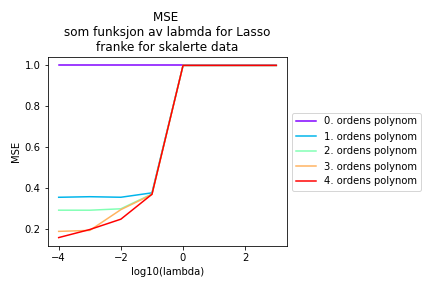 MSE
som funksjon av labmda for Lasso
franke for skalerte data
1.0
0.8
0.6
0.4
0.2
MSE
−4
−2
0
2
log10(lambda)
0. ordens polynom
1. ordens polynom
2. ordens polynom
3. ordens polynom
4. ordens polynom